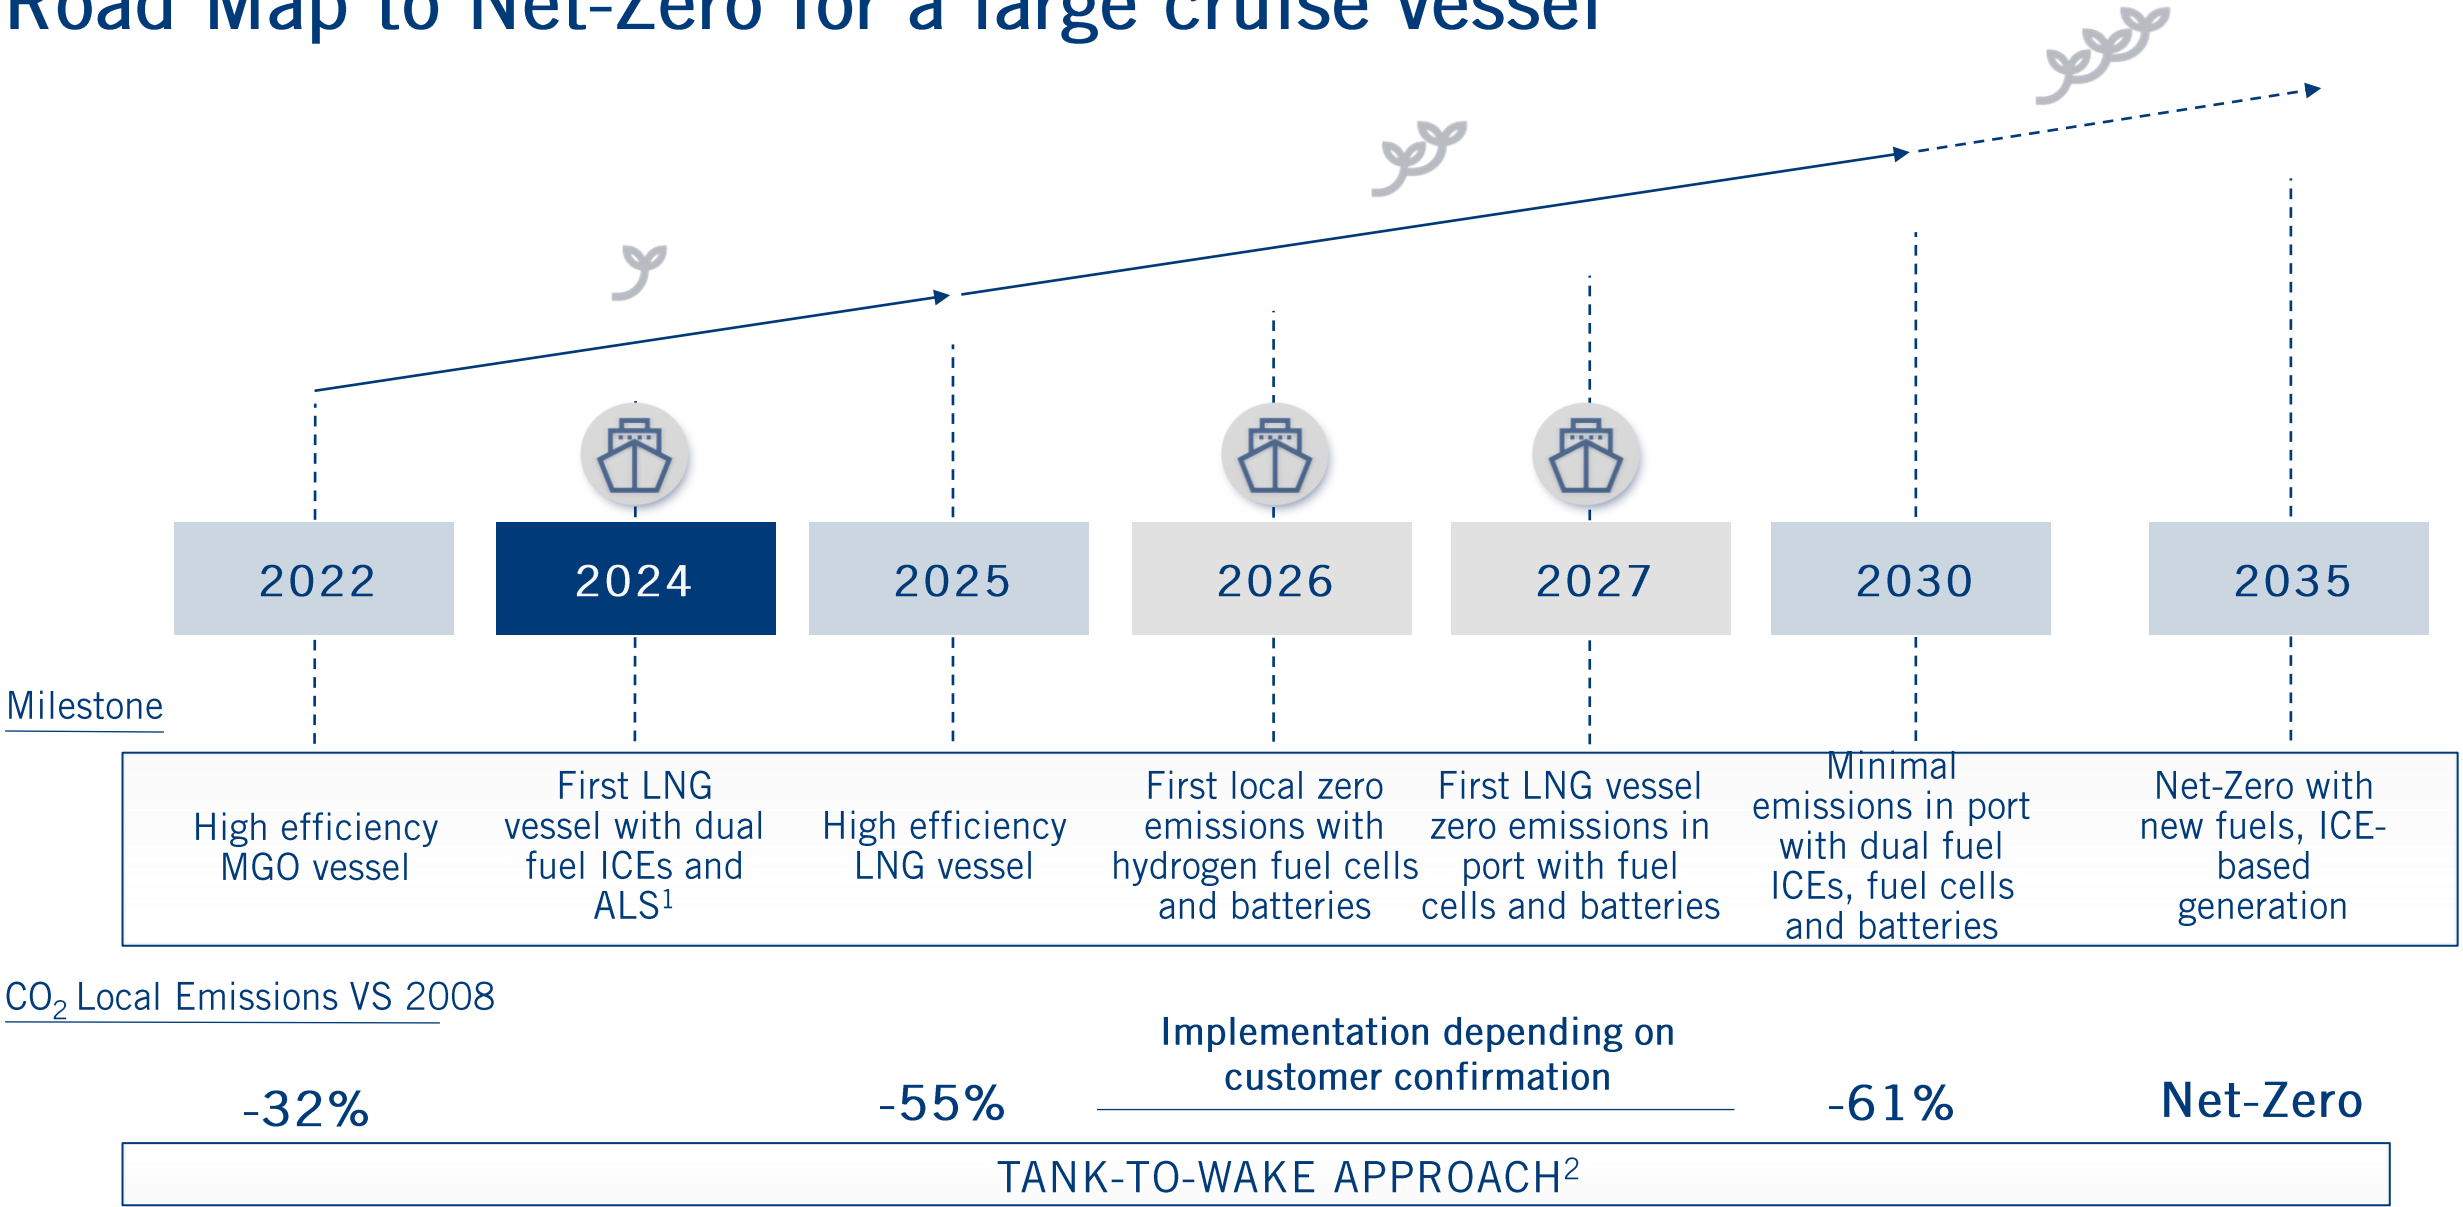 Road Map to Net-Zero for a large cruise vessel
2022
2024
2025
2026
2027
2030
2035
Milestone
High efficiency
MGO vessel
First LNG
vessel with dual
fuel ICEs and
ALS¹
High efficiency
LNG vessel
First local zero
emissions with
hydrogen fuel cells
and batteries
First LNG vessel
zero emissions in
port with fuel
cells and batteries
Minimal
emissions in port
with dual fuel
ICEs, fuel cells
and batteries
Net-Zero with
new fuels, ICE-
based
generation
CO₂ Local Emissions VS 2008
-32%
-55%
Implementation depending on
customer confirmation
-61%
Net-Zero
TANK-TO-WAKE APPROACH²